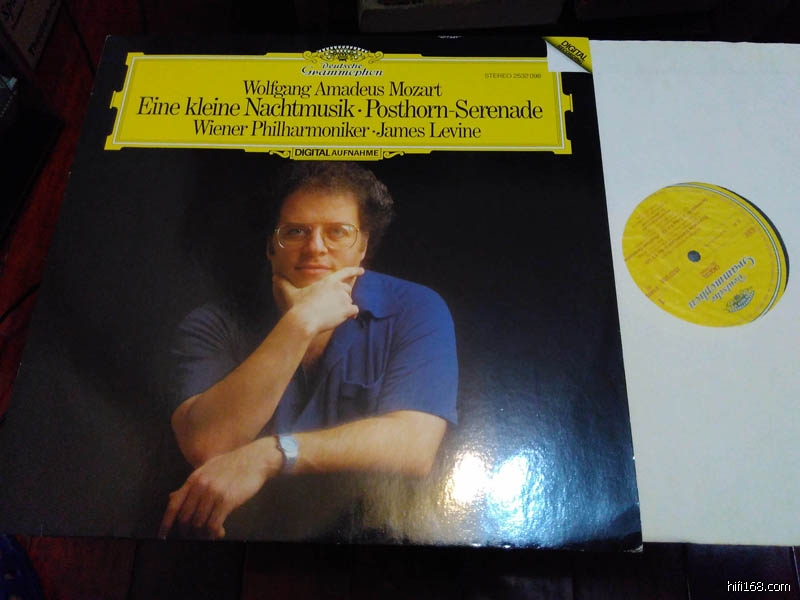 Deutsche
Grammophon
STEREO 2532 098
DIGITAL
Wolfgang Amadeus Mozart
Eine kleine Nachtmusik · Posthorn-Serenade
Wiener Philharmoniker · James Levine
DIGITAL AUFNAHME
Deutsche
Grammophon
hifi168.com